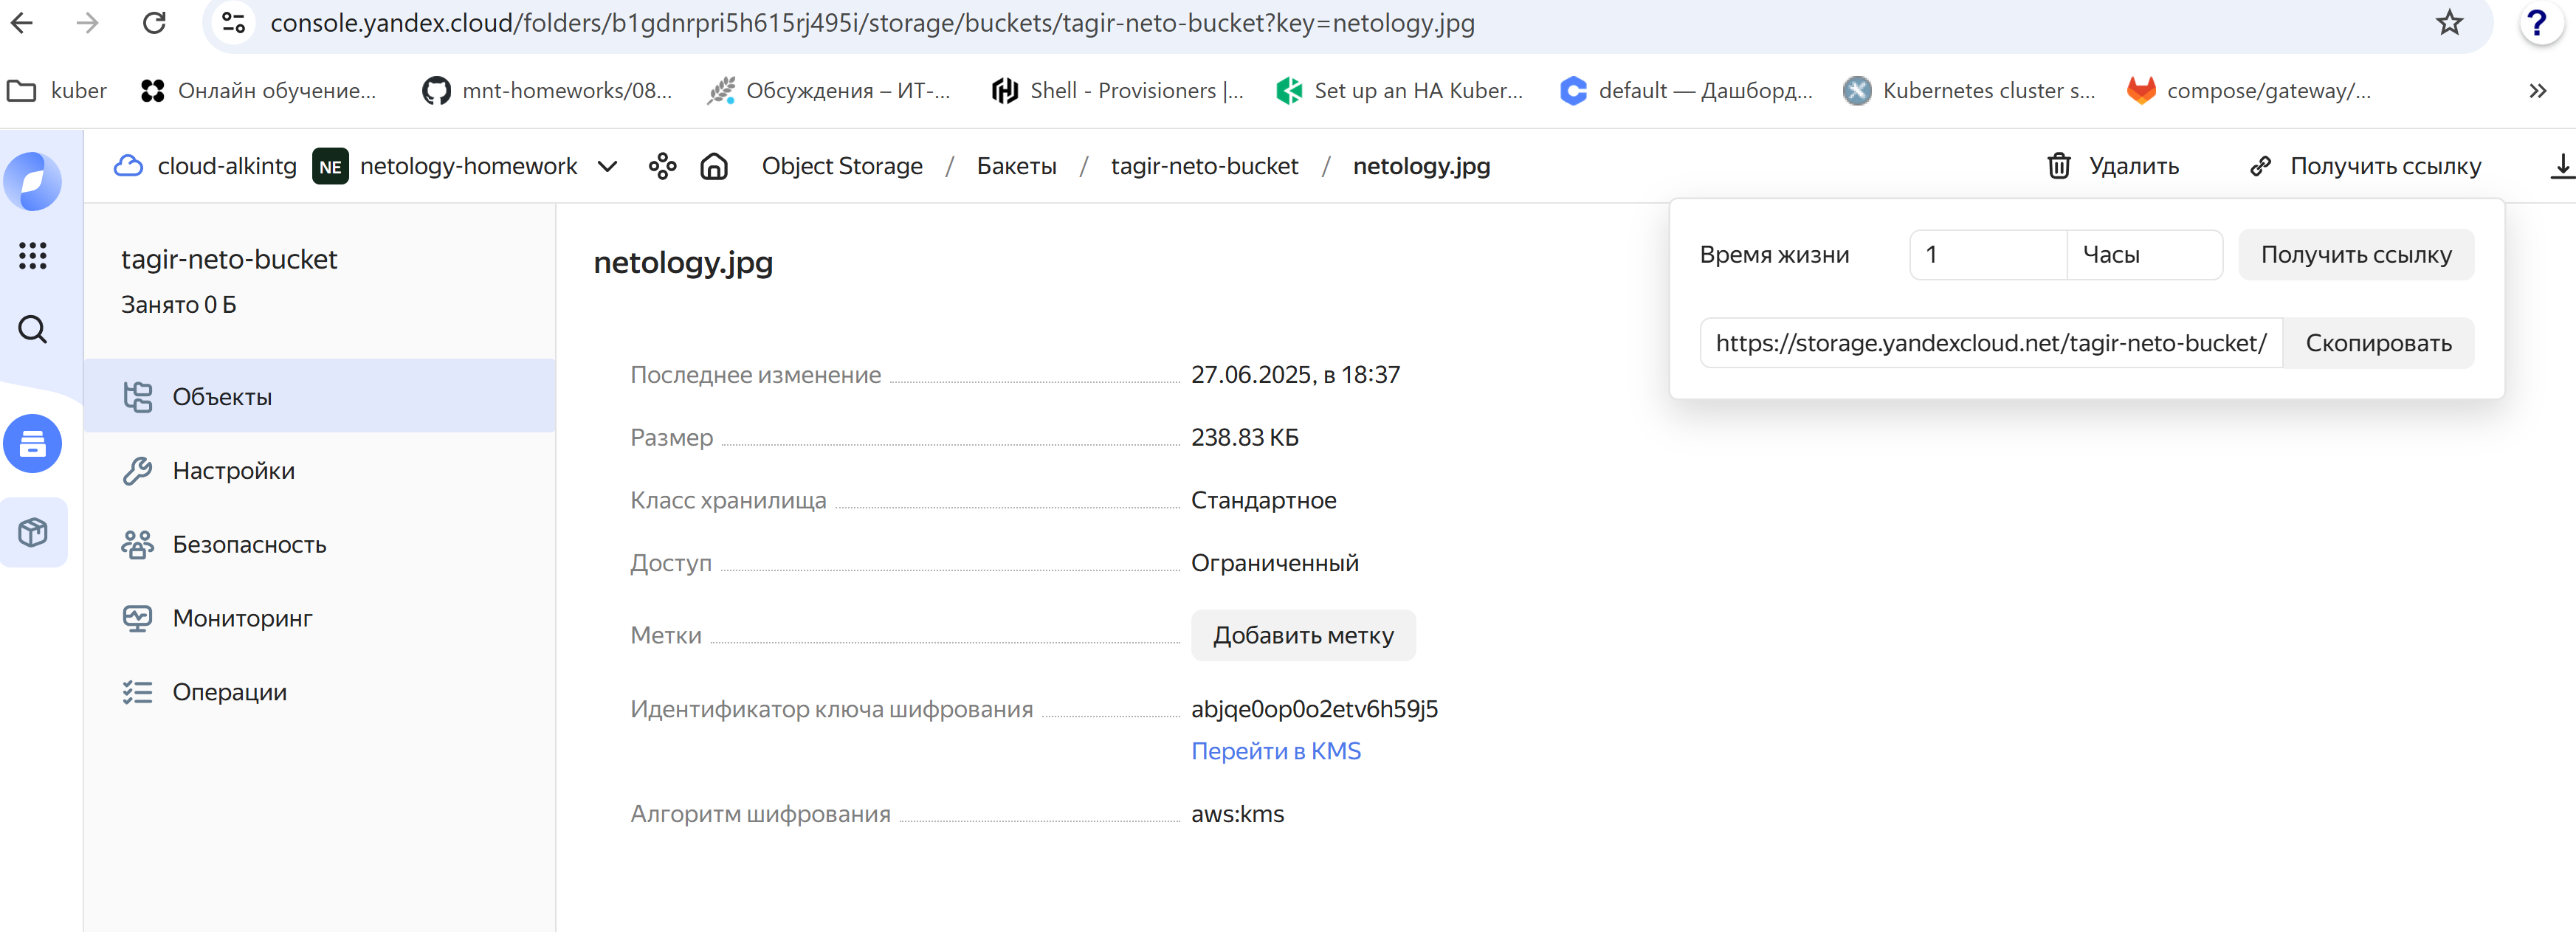 console.yandex.cloud/folders/b1gdnrpri5h615rj495i/storage/buckets/tagir-neto-bucket?key=netology.jpg
?
kuber
Онлайн обучение...
mnt-homeworks/08...
Обсуждения – ИТ-...
Shell - Provisioners |...
Set up an HA Kuber...
default — Дашборд...
Kubernetes cluster s...
compose/gateway/...
cloud-alkintg
NE
netology-homework
Object Storage / Бакеты / tagir-neto-bucket / netology.jpg
Удалить
Получить ссылку
tagir-neto-bucket
Занято 0 Б
Объекты
Настройки
Безопасность
Мониторинг
Операции
netology.jpg
Время жизни
1
Часы
Получить ссылку
https://storage.yandexcloud.net/tagir-neto-bucket/
Скопировать
Последнее изменение 27.06.2025, в 18:37
Размер 238.83 КБ
Класс хранилища Стандартное
Доступ Ограниченный
Метки Добавить метку
Идентификатор ключа шифрования abjqe0op0o2etv6h59j5
Перейти в KMS
Алгоритм шифрования aws:kms